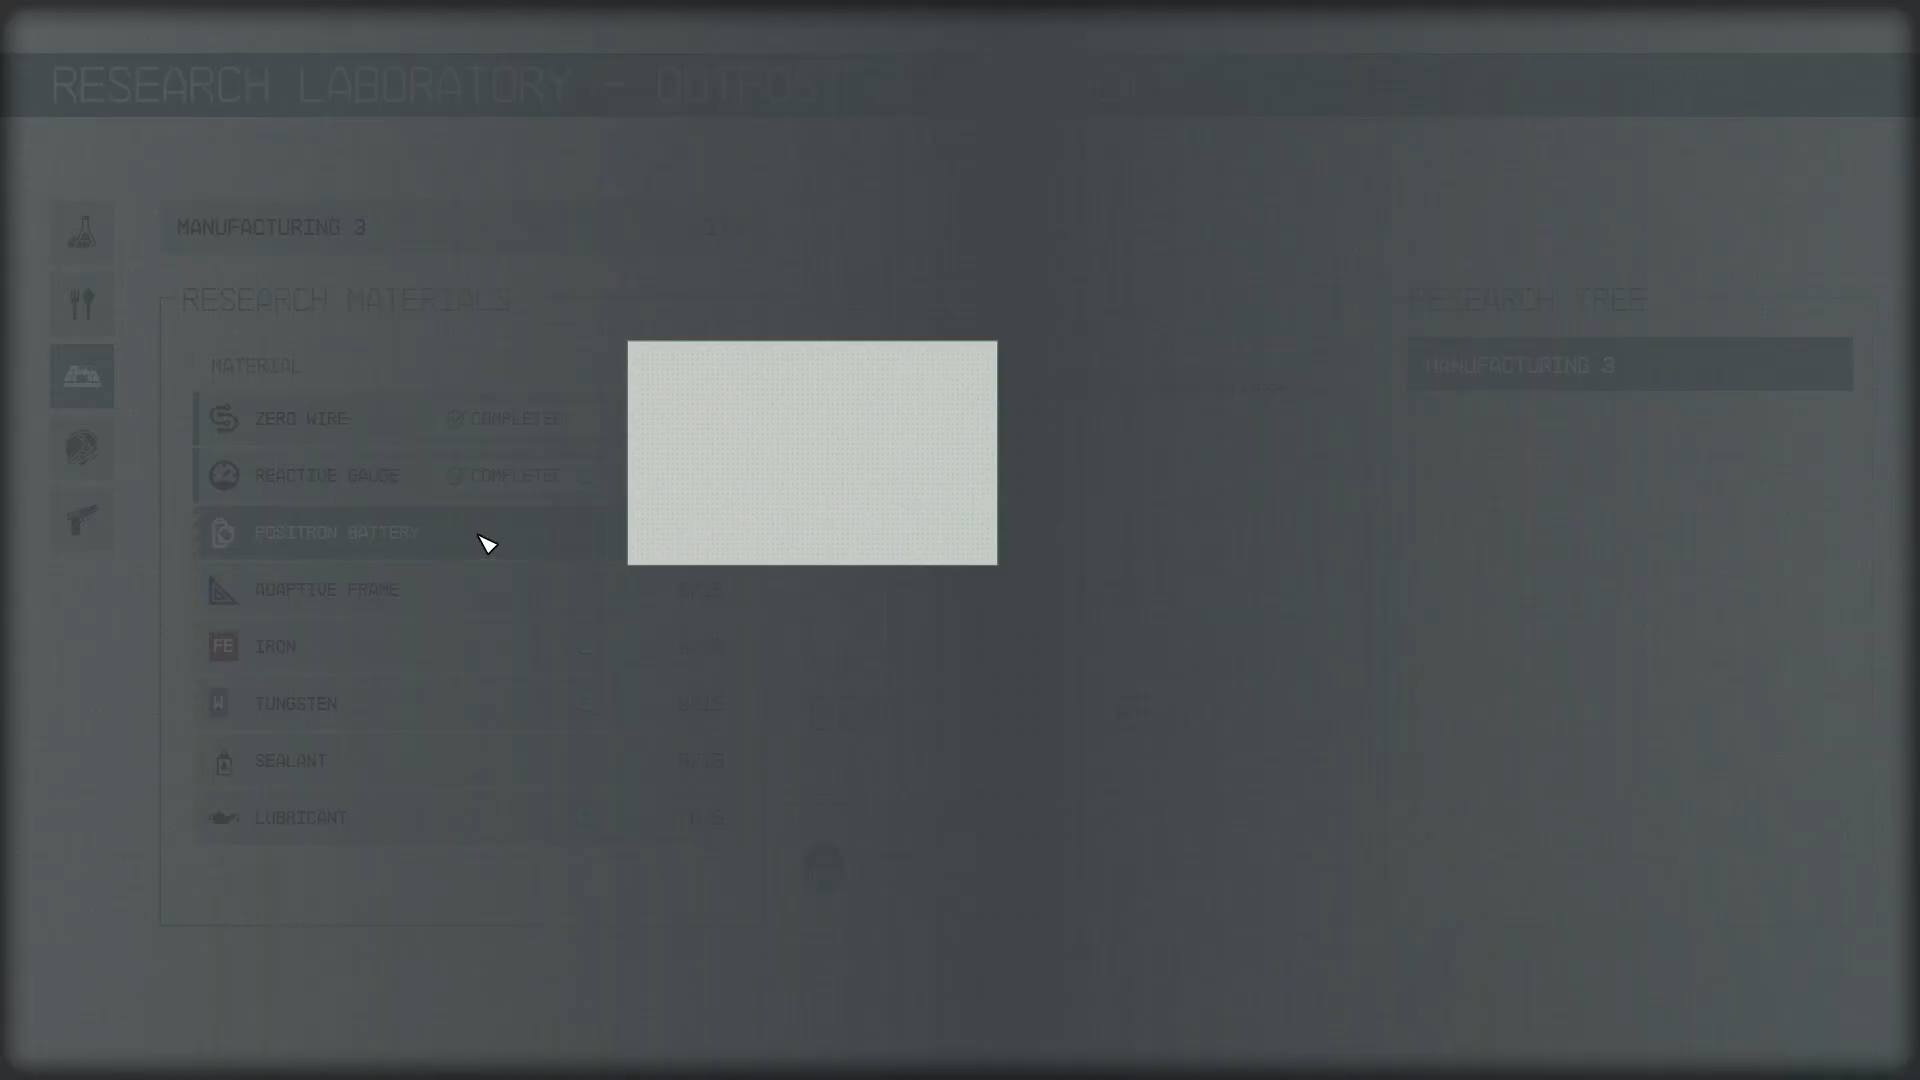 RESEARCH LABORATORY - OUTPOST
MANUFACTURING 3
RESEARCH MATERIALS
MATERIAL
ZERO WIRE COMPLETED
REACTIVE GAUGE COMPLETED
POSITRON BATTERY
ADAPTIVE FRAME
FE IRON
W TUNGSTEN
SEALANT
LUBRICANT
RESEARCH TREE
MANUFACTURING 3